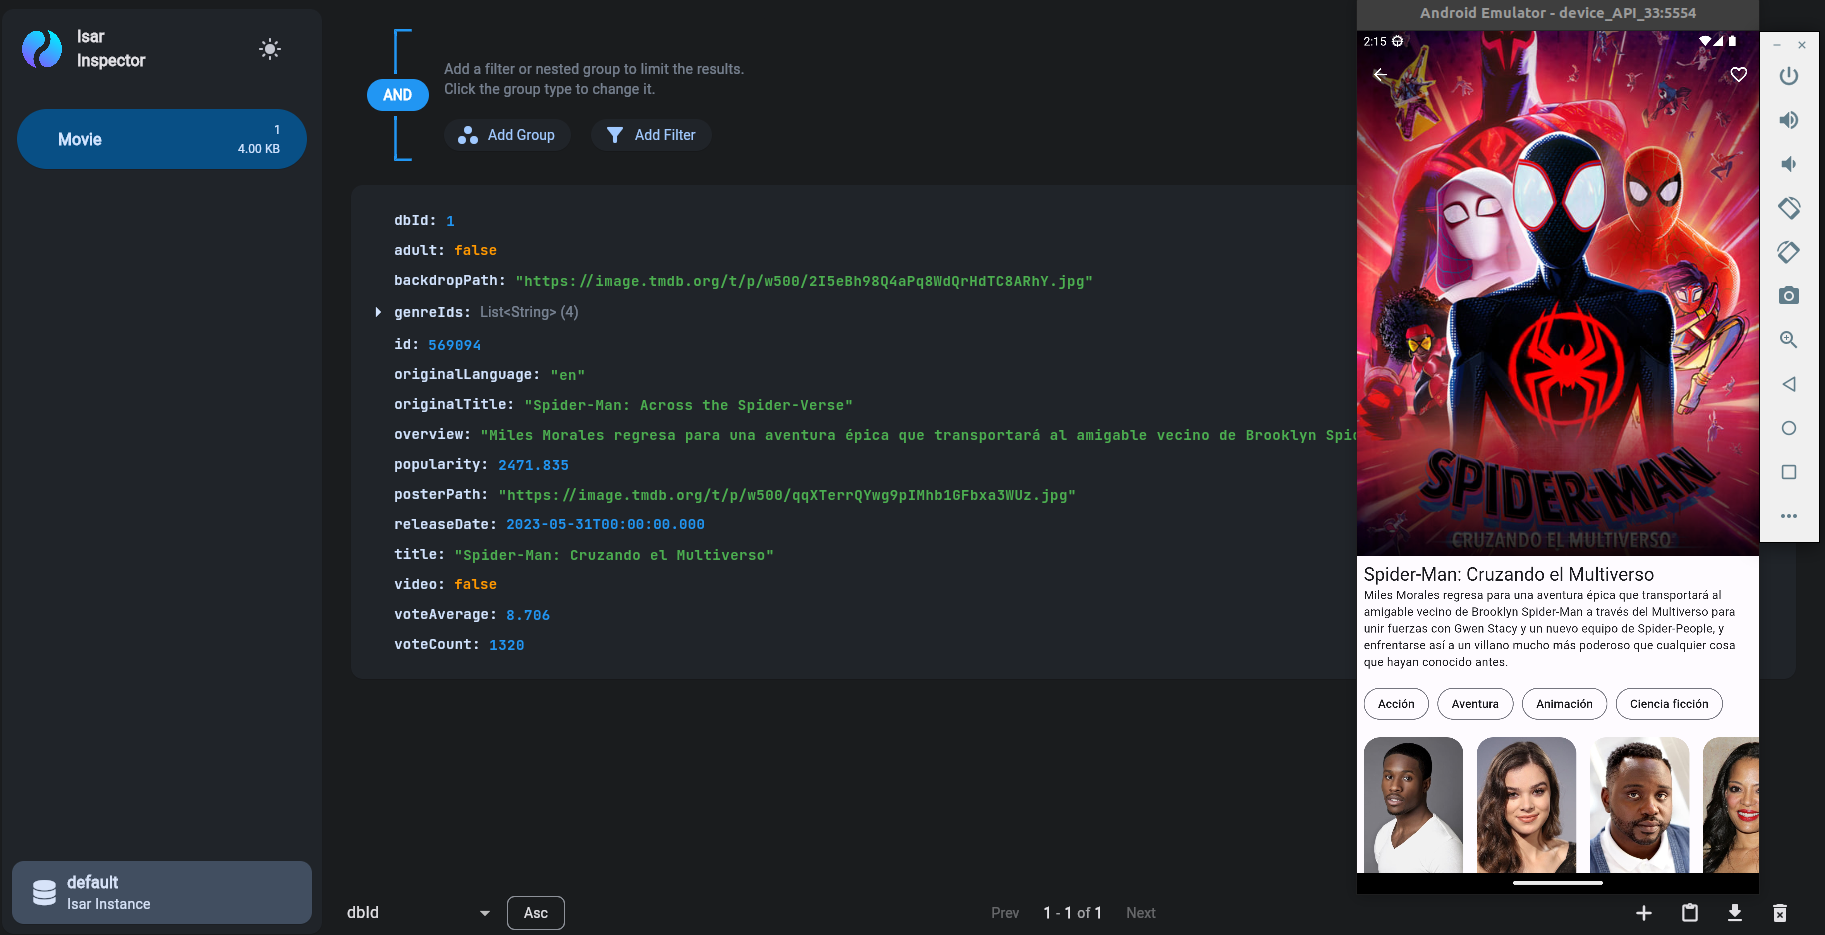 Isar
Inspector
Movie
1
4.00 KB
default
Isar Instance
AND
Add a filter or nested group to limit the results.
Click the group type to change it.
Add Group
Add Filter
dbId: 1
adult: false
backdropPath: "https://image.tmdb.org/t/p/w500/2I5eBh98Q4aPq8WdQrHdTC8ARhY.jpg"
genreIds: List<String> (4)
id: 569094
originalLanguage: "en"
originalTitle: "Spider-Man: Across the Spider-Verse"
overview: "Miles Morales regresa para una aventura épica que transportará al amigable vecino de Brooklyn Spi
popularity: 2471.835
posterPath: "https://image.tmdb.org/t/p/w500/qqXTerrQYwg9pIMhb1GFbxa3WUz.jpg"
releaseDate: 2023-05-31T00:00:00.000
title: "Spider-Man: Cruzando el Multiverso"
video: false
voteAverage: 8.706
voteCount: 1320
dbId
Asc
Prev
1 - 1 of 1
Next
Android Emulator - device_API_33:5554
2:15
SPIDER-MAN
CRUZANDO EL MULTIVERSO
Spider-Man: Cruzando el Multiverso
Miles Morales regresa para una aventura épica que transportará al
amigable vecino de Brooklyn Spider-Man a través del Multiverso para
unir fuerzas con Gwen Stacy y un nuevo equipo de Spider-People, y
enfrentarse así a un villano mucho más poderoso que cualquier cosa
que hayan conocido antes.
Acción
Aventura
Animación
Ciencia ficción